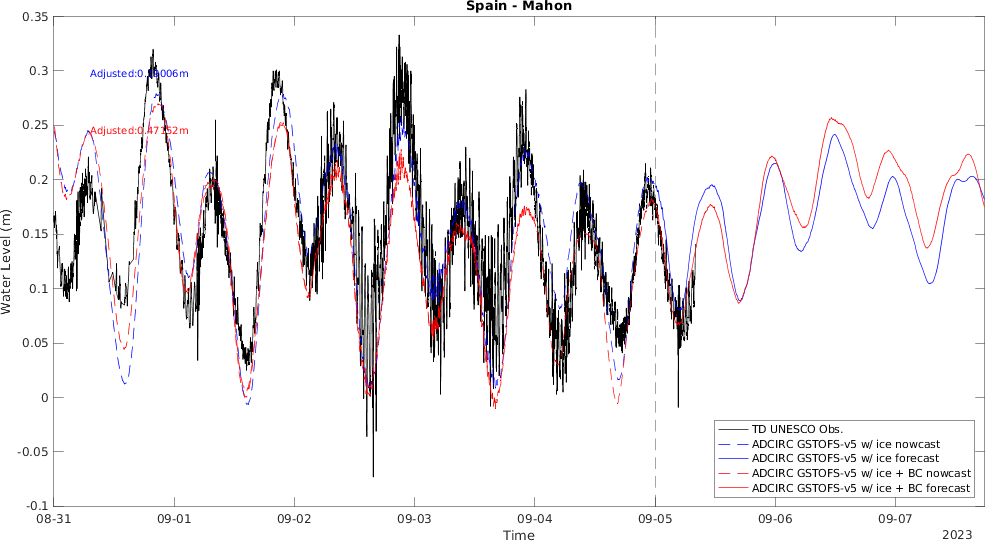 Spain - Mahon
0.35
0.3
0.25
0.2
0.15
0.1
0.05
0
-0.05
-0.1
Water Level (m)
Adjusted:0.47152m
08-31
09-01
09-02
09-03
09-04
09-05
09-06
09-07
Time
2023
TD UNESCO Obs.
ADCIRC GSTOFS-v5 w/ ice nowcast
ADCIRC GSTOFS-v5 w/ ice forecast
ADCIRC GSTOFS-v5 w/ ice + BC nowcast
ADCIRC GSTOFS-v5 w/ ice + BC forecast